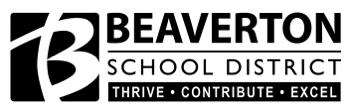 B BEAVERTON
SCHOOL DISTRICT
THRIVE • CONTRIBUTE • EXCEL